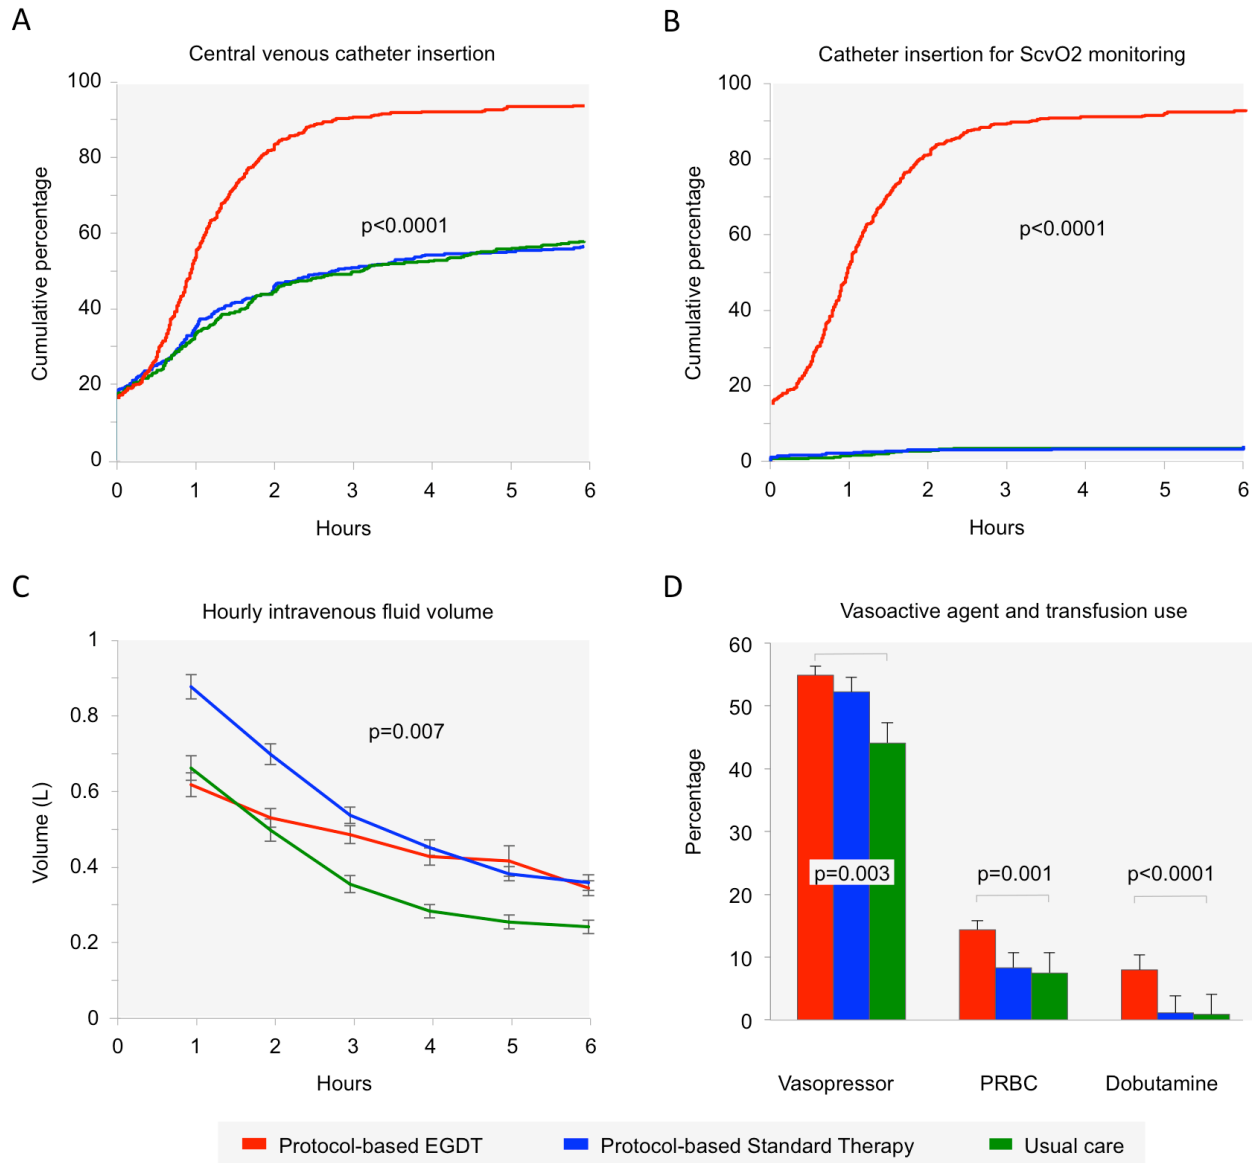 A
Central venous catheter insertion
100
80
60
40
20
0
Cumulative percentage
p<0.0001
0 1 2 3 4 5 6
Hours
B
Catheter insertion for ScvO2 monitoring
100
80
60
40
20
0
Cumulative percentage
p<0.0001
0 1 2 3 4 5 6
Hours
C
Hourly intravenous fluid volume
1
0.8
0.6
0.4
0.2
0
Volume (L)
p=0.007
0 1 2 3 4 5 6
Hours
D
Vasoactive agent and transfusion use
60
50
40
30
20
10
0
Percentage
p=0.003
p=0.001
p<0.0001
Vasopressor PRBC Dobutamine
Protocol-based EGDT Protocol-based Standard Therapy Usual care